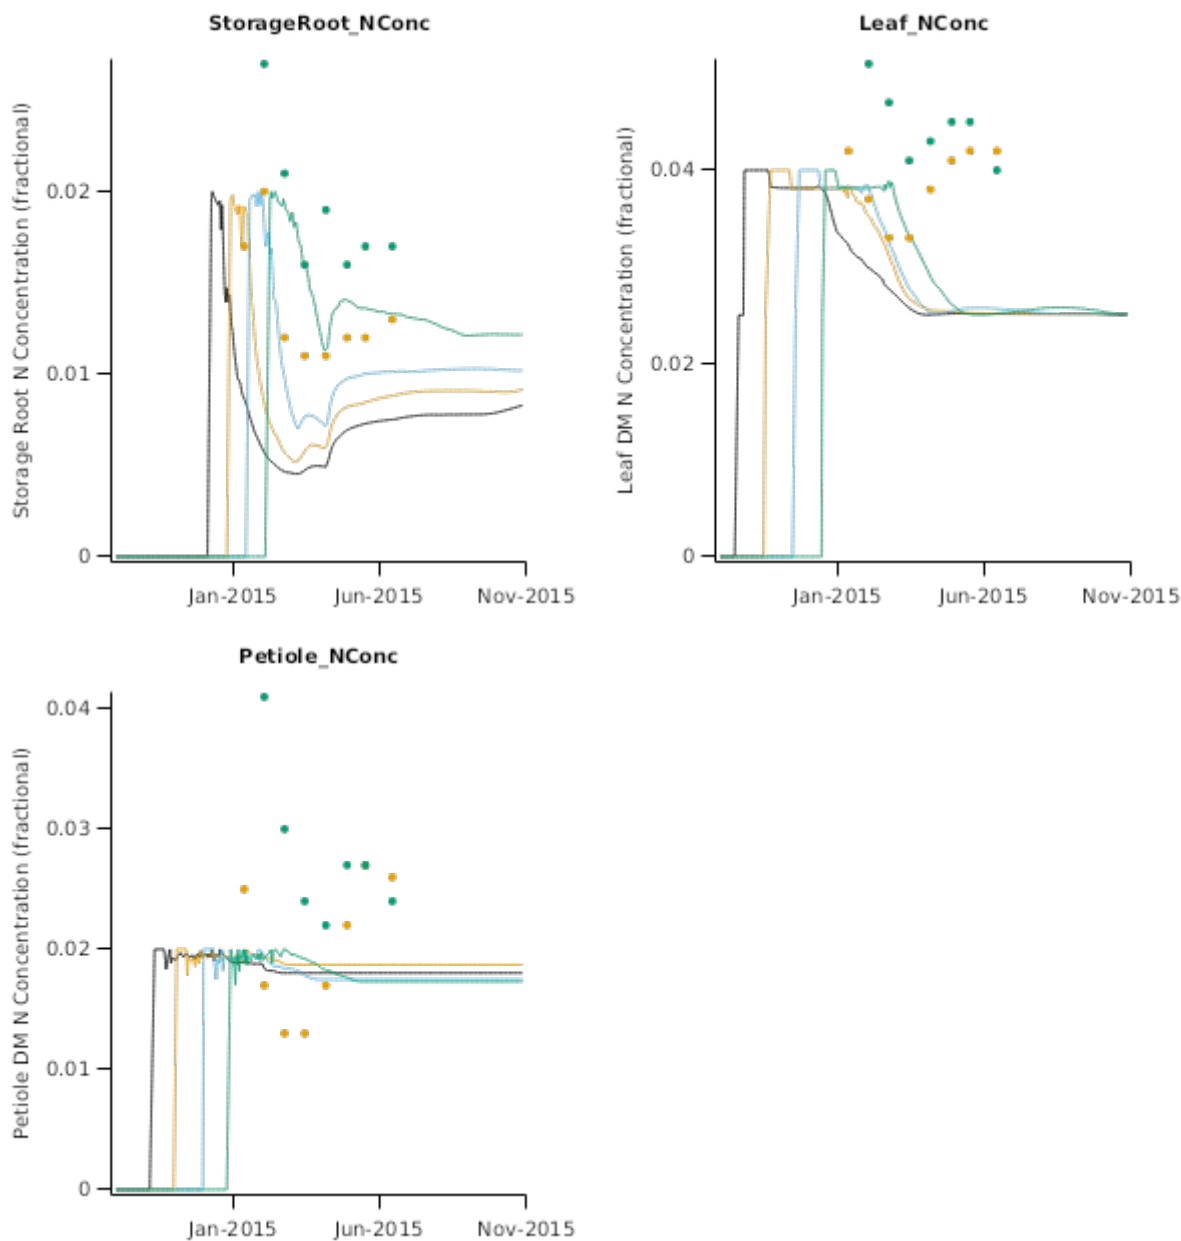 StorageRoot_NConc
Storage Root N Concentration (fractional)
0.02
0.01
0
Jan-2015
Jun-2015
Nov-2015
Leaf_NConc
Leaf DM N Concentration (fractional)
0.04
0.02
0
Jan-2015
Jun-2015
Nov-2015
Petiole_NConc
Petiole DM N Concentration (fractional)
0.04
0.03
0.02
0.01
0
Jan-2015
Jun-2015
Nov-2015